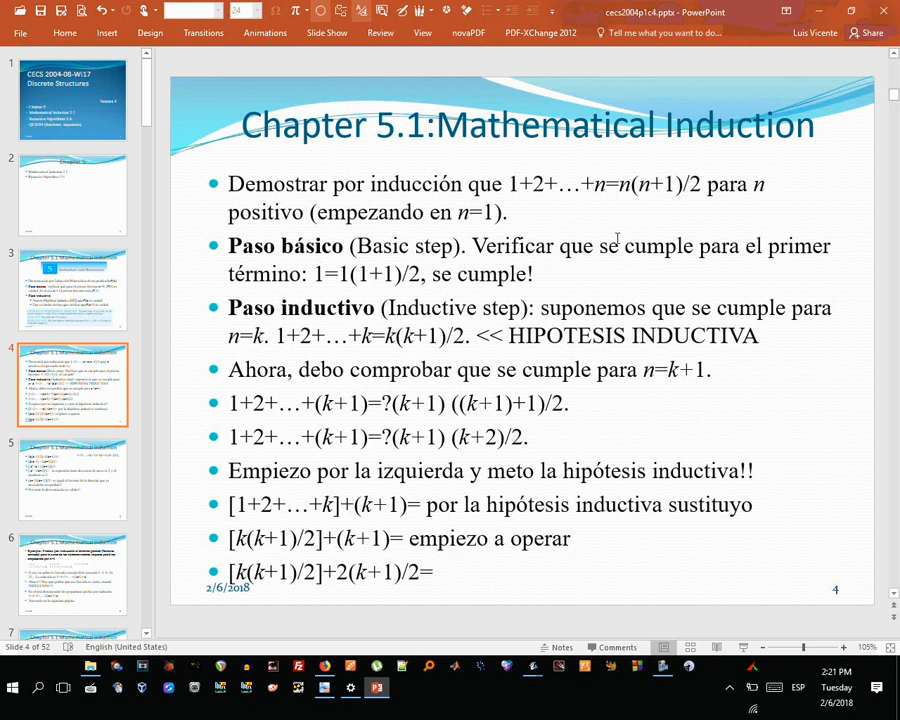 24
cecs2004p1c4.pptx - PowerPoint
File Home Insert Design Transitions Animations Slide Show Review View novaPDF PDF-XChange 2012 Tell me what you want to do... Luis Vicente Share
1
CECS 2004-08-Wi17
Discrete Structures
2
3
4
5
6
7
Chapter 5.1:Mathematical Induction
Demostrar por inducción que 1+2+…+n=n(n+1)/2 para n
positivo (empezando en n=1).
Paso básico (Basic step). Verificar que se cumple para el primer
término: 1=1(1+1)/2, se cumple!
Paso inductivo (Inductive step): suponemos que se cumple para
n=k. 1+2+…+k=k(k+1)/2. << HIPOTESIS INDUCTIVA
Ahora, debo comprobar que se cumple para n=k+1.
1+2+…+(k+1)=?(k+1) ((k+1)+1)/2.
1+2+…+(k+1)=?(k+1) (k+2)/2.
Empiezo por la izquierda y meto la hipótesis inductiva!!
[1+2+…+k]+(k+1)= por la hipótesis inductiva sustituyo
[k(k+1)/2]+(k+1)= empiezo a operar
[k(k+1)/2]+2(k+1)/2=
2/6/2018
4
Slide 4 of 52 English (United States) Notes Comments 105%
2:21 PM
ESP Tuesday
2/6/2018